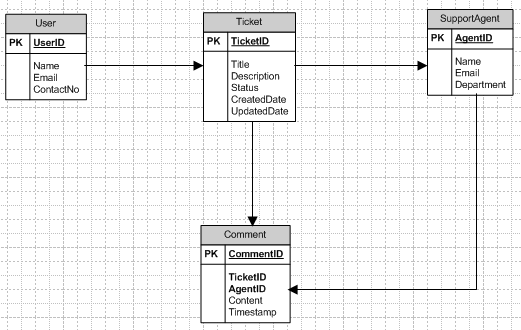 User
PK UserID
Name
Email
ContactNo
Ticket
PK TicketID
Title
Description
Status
CreatedDate
UpdatedDate
SupportAgent
PK AgentID
Name
Email
Department
Comment
PK CommentID
TicketID
AgentID
Content
Timestamp